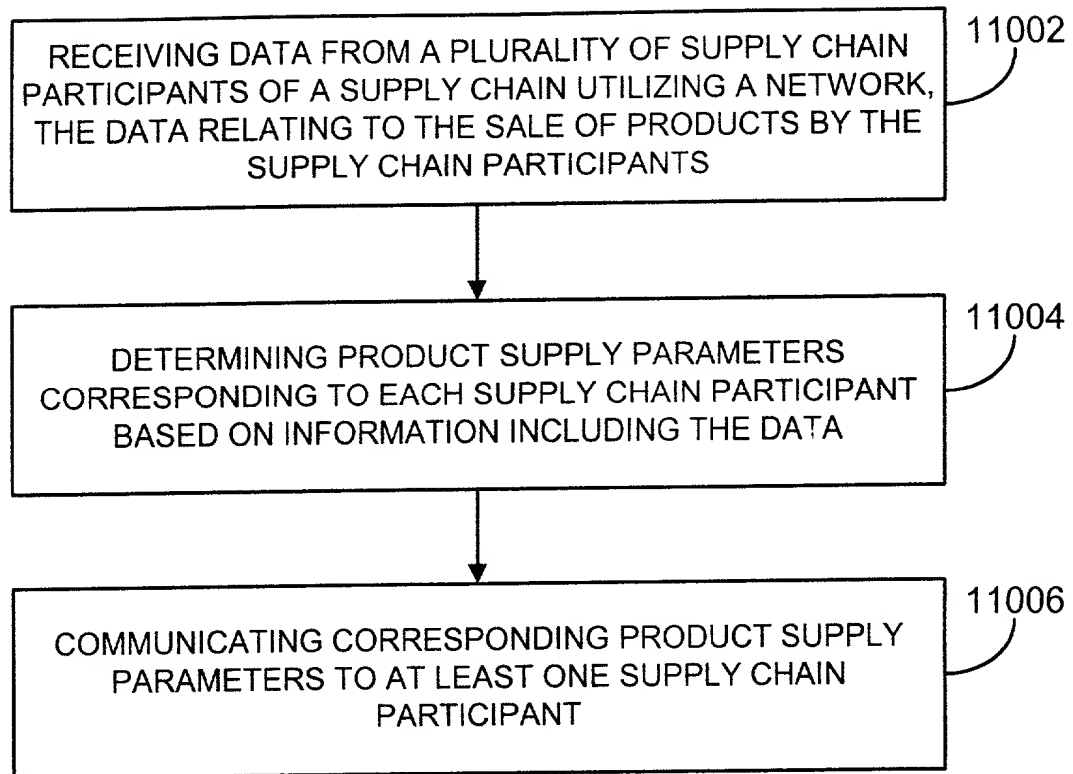 RECEIVING DATA FROM A PLURALITY OF SUPPLY CHAIN
PARTICIPANTS OF A SUPPLY CHAIN UTILIZING A NETWORK,
THE DATA RELATING TO THE SALE OF PRODUCTS BY THE
SUPPLY CHAIN PARTICIPANTS
11002
DETERMINING PRODUCT SUPPLY PARAMETERS
CORRESPONDING TO EACH SUPPLY CHAIN PARTICIPANT
BASED ON INFORMATION INCLUDING THE DATA
11004
COMMUNICATING CORRESPONDING PRODUCT SUPPLY
PARAMETERS TO AT LEAST ONE SUPPLY CHAIN
PARTICIPANT
11006